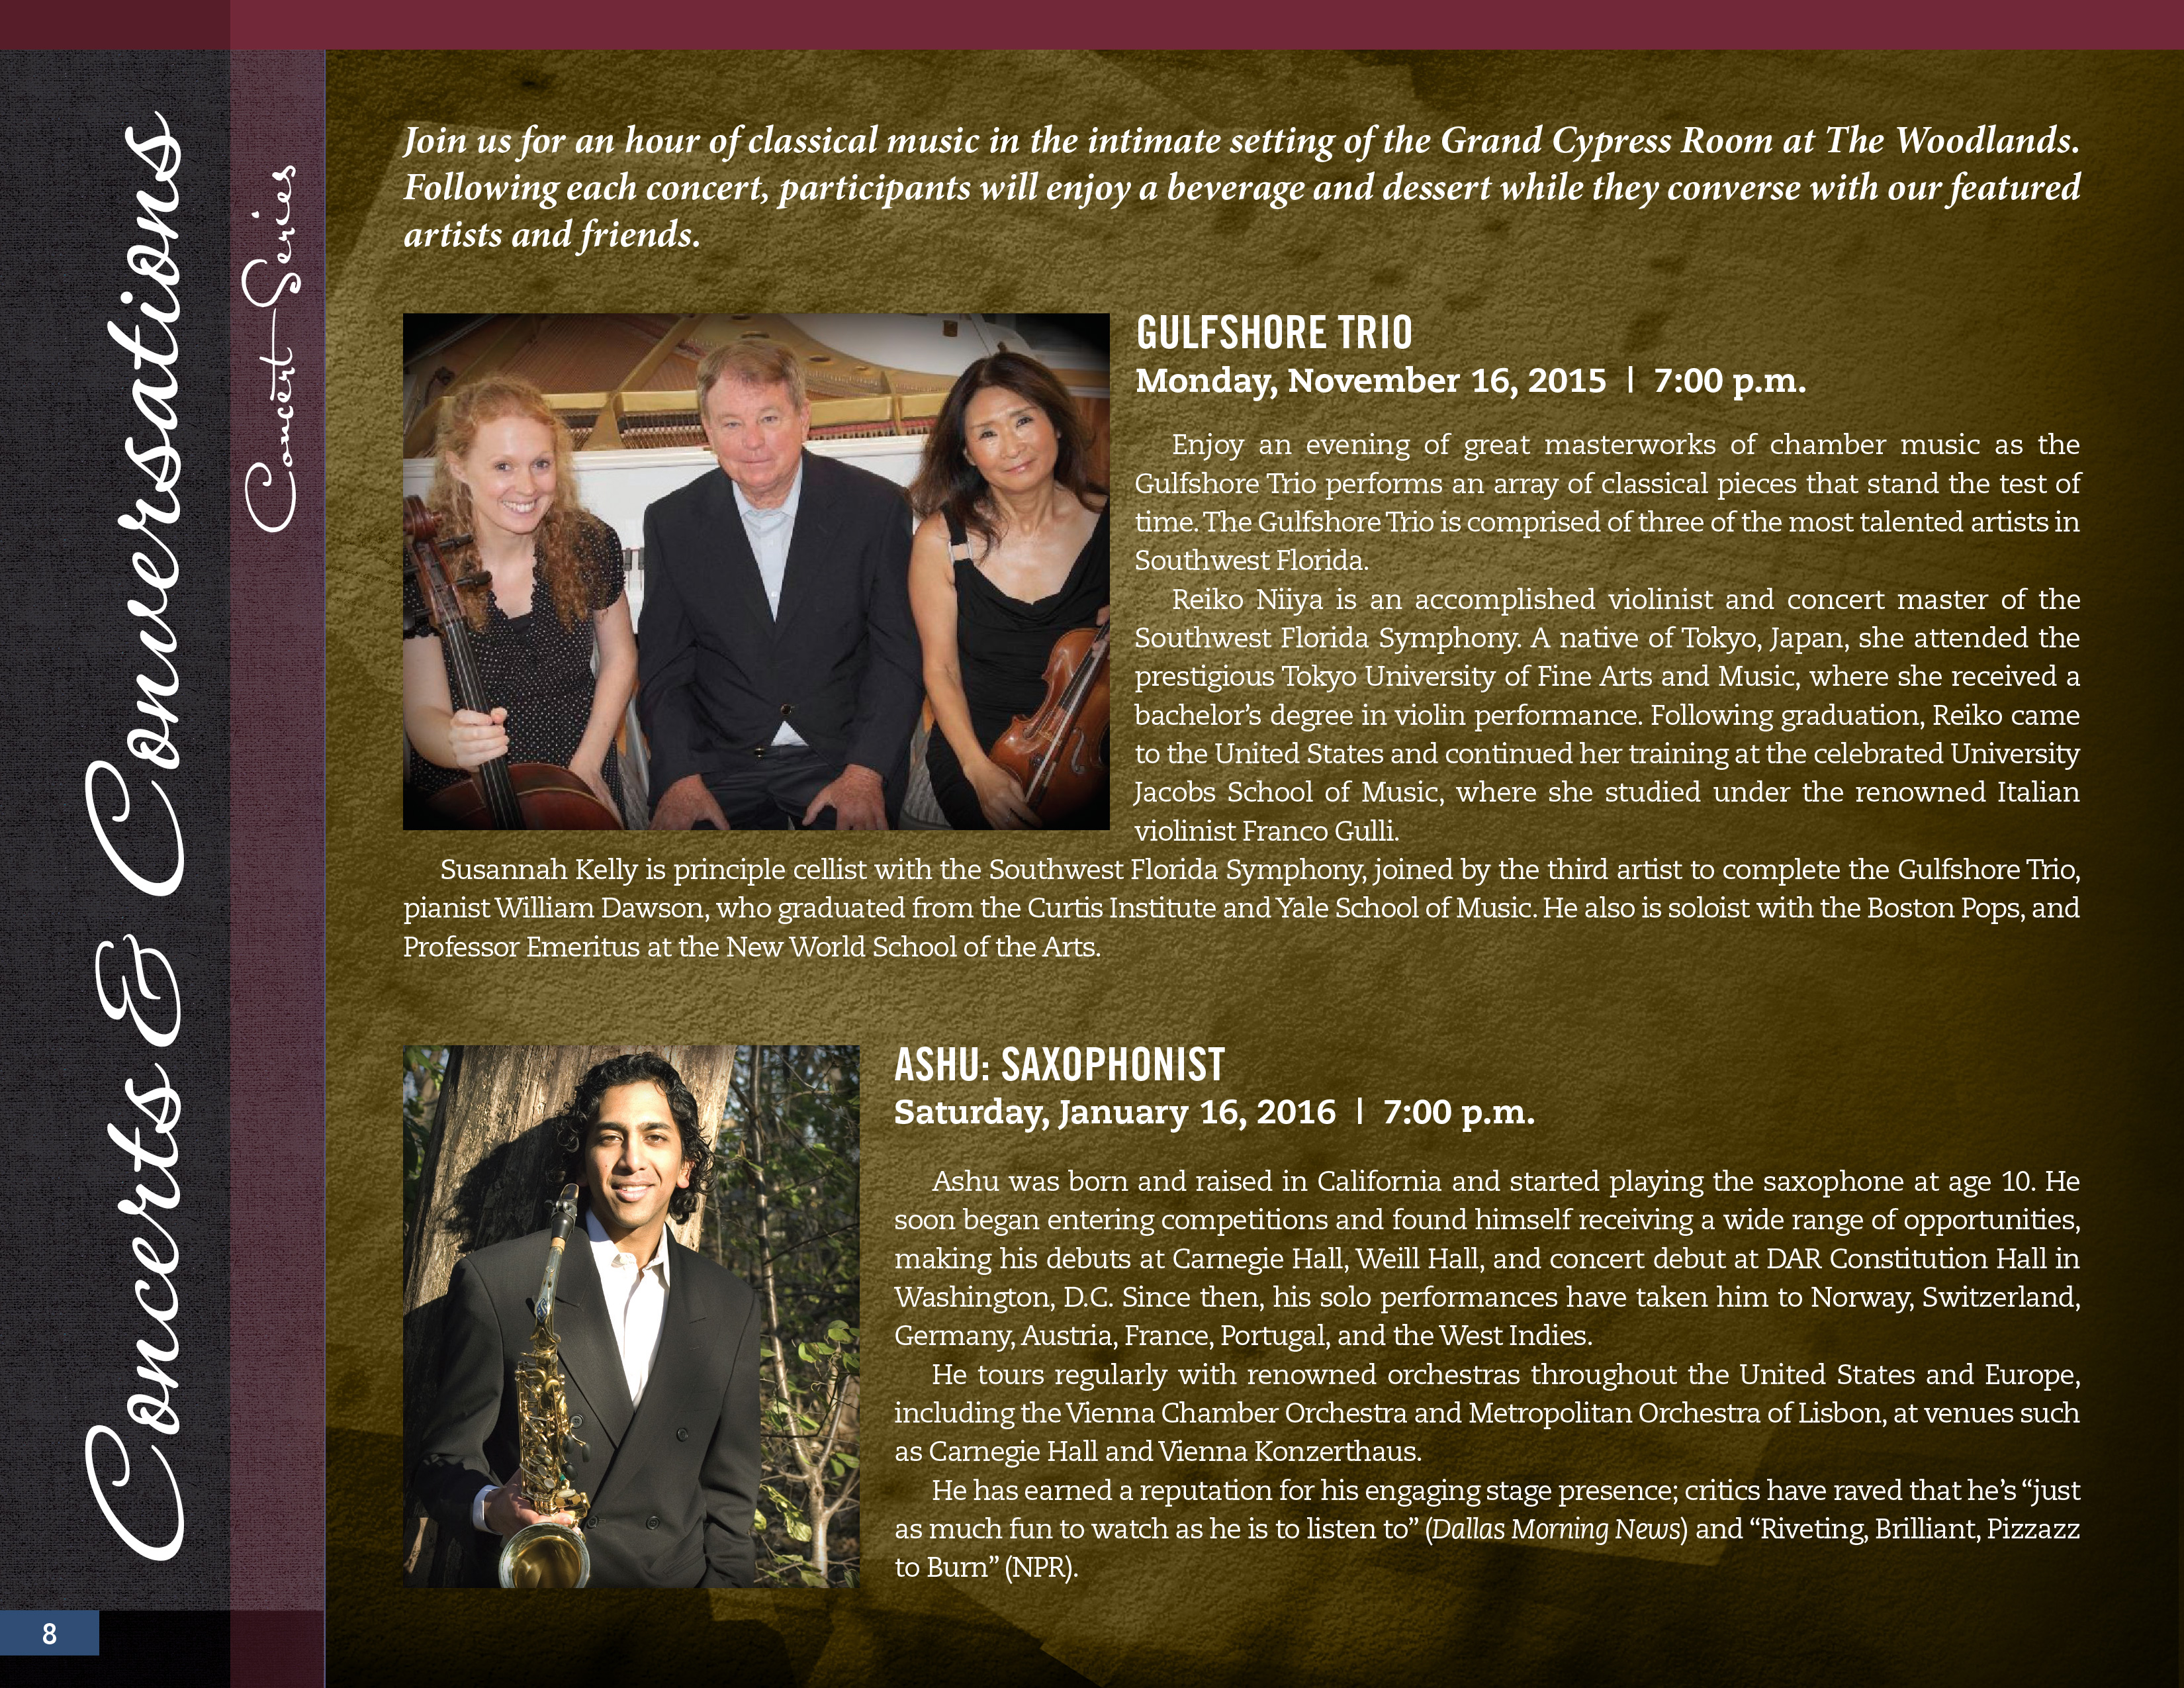 Concerts & Conversations
Concert Series
Join us for an hour of classical music in the intimate setting of the Grand Cypress Room at The Woodlands.
Following each concert, participants will enjoy a beverage and dessert while they converse with our featured
artists and friends.
GULFSHORE TRIO
Monday, November 16, 2015 | 7:00 p.m.
Enjoy an evening of great masterworks of chamber music as the
Gulfshore Trio performs an array of classical pieces that stand the test of
time. The Gulfshore Trio is comprised of three of the most talented artists in
Southwest Florida.
Reiko Niiya is an accomplished violinist and concert master of the
Southwest Florida Symphony. A native of Tokyo, Japan, she attended the
prestigious Tokyo University of Fine Arts and Music, where she received a
bachelor's degree in violin performance. Following graduation, Reiko came
to the United States and continued her training at the celebrated University
Jacobs School of Music, where she studied under the renowned Italian
violinist Franco Gulli.
Susannah Kelly is principle cellist with the Southwest Florida Symphony, joined by the third artist to complete the Gulfshore Trio,
pianist William Dawson, who graduated from the Curtis Institute and Yale School of Music. He also is soloist with the Boston Pops, and
Professor Emeritus at the New World School of the Arts.
ASHU: SAXOPHONIST
Saturday, January 16, 2016 | 7:00 p.m.
Ashu was born and raised in California and started playing the saxophone at age 10. He
soon began entering competitions and found himself receiving a wide range of opportunities,
making his debuts at Carnegie Hall, Weill Hall, and concert debut at DAR Constitution Hall in
Washington, D.C. Since then, his solo performances have taken him to Norway, Switzerland,
Germany, Austria, France, Portugal, and the West Indies.
He tours regularly with renowned orchestras throughout the United States and Europe,
including the Vienna Chamber Orchestra and Metropolitan Orchestra of Lisbon, at venues such
as Carnegie Hall and Vienna Konzerthaus.
He has earned a reputation for his engaging stage presence; critics have raved that he's “just
as much fun to watch as he is to listen to” (Dallas Morning News) and “Riveting, Brilliant, Pizzazz
to Burn” (NPR).
8